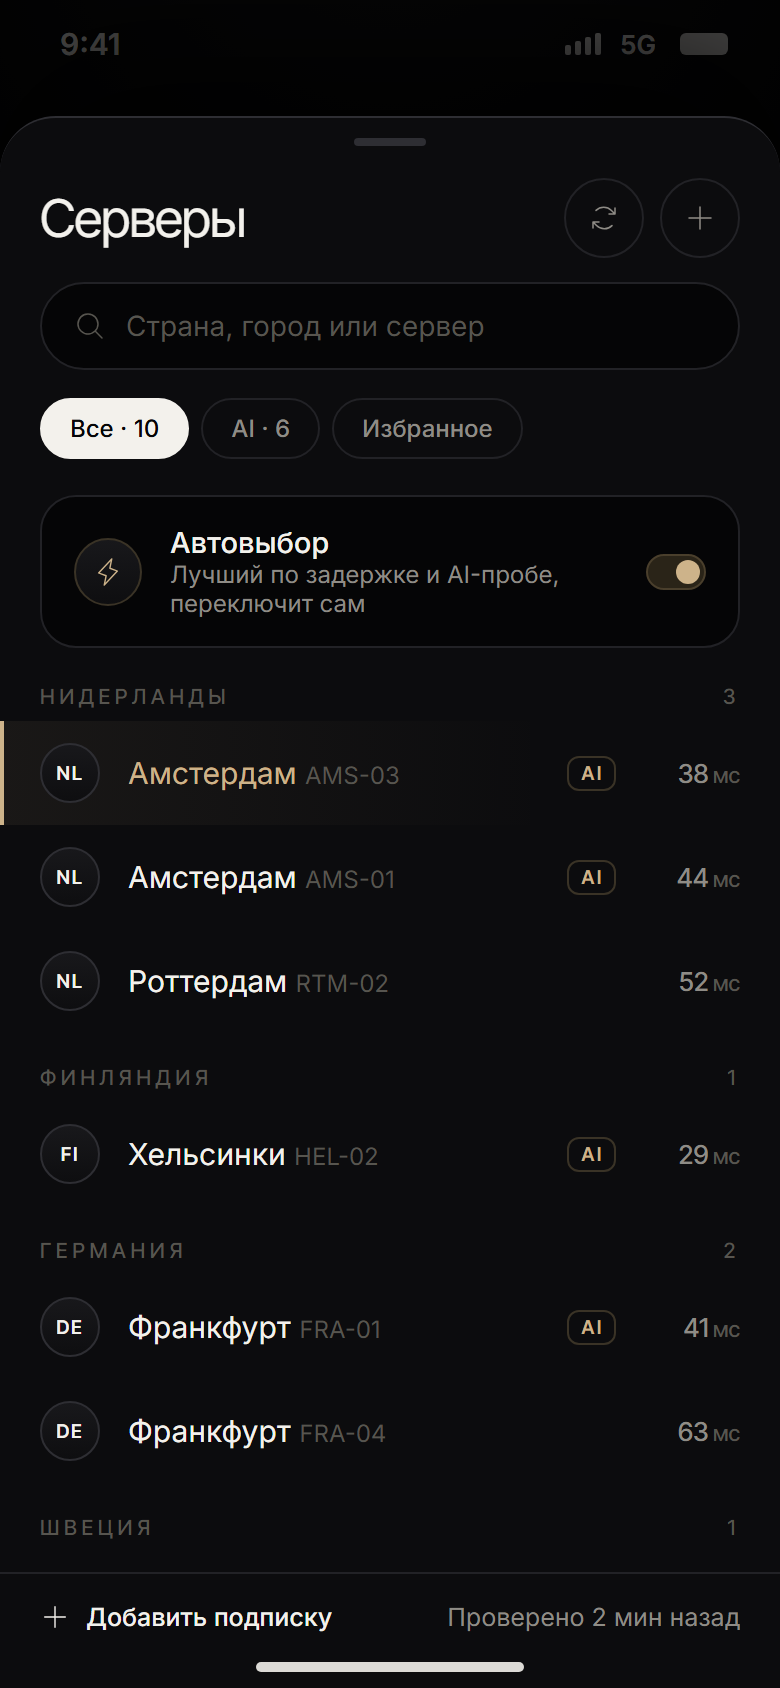 9:41
5G
Серверы
Страна, город или сервер
Все · 10
AI · 6
Избранное
Автовыбор
Лучший по задержке и AI-пробе,
переключит сам
НИДЕРЛАНДЫ 3
NL Амстердам AMS-03 AI 38 мс
NL Амстердам AMS-01 AI 44 мс
NL Роттердам RTM-02 52 мс
ФИНЛЯНДИЯ 1
FI Хельсинки HEL-02 AI 29 мс
ГЕРМАНИЯ 2
DE Франкфурт FRA-01 AI 41 мс
DE Франкфурт FRA-04 63 мс
ШВЕЦИЯ 1
Добавить подписку Проверено 2 мин назад